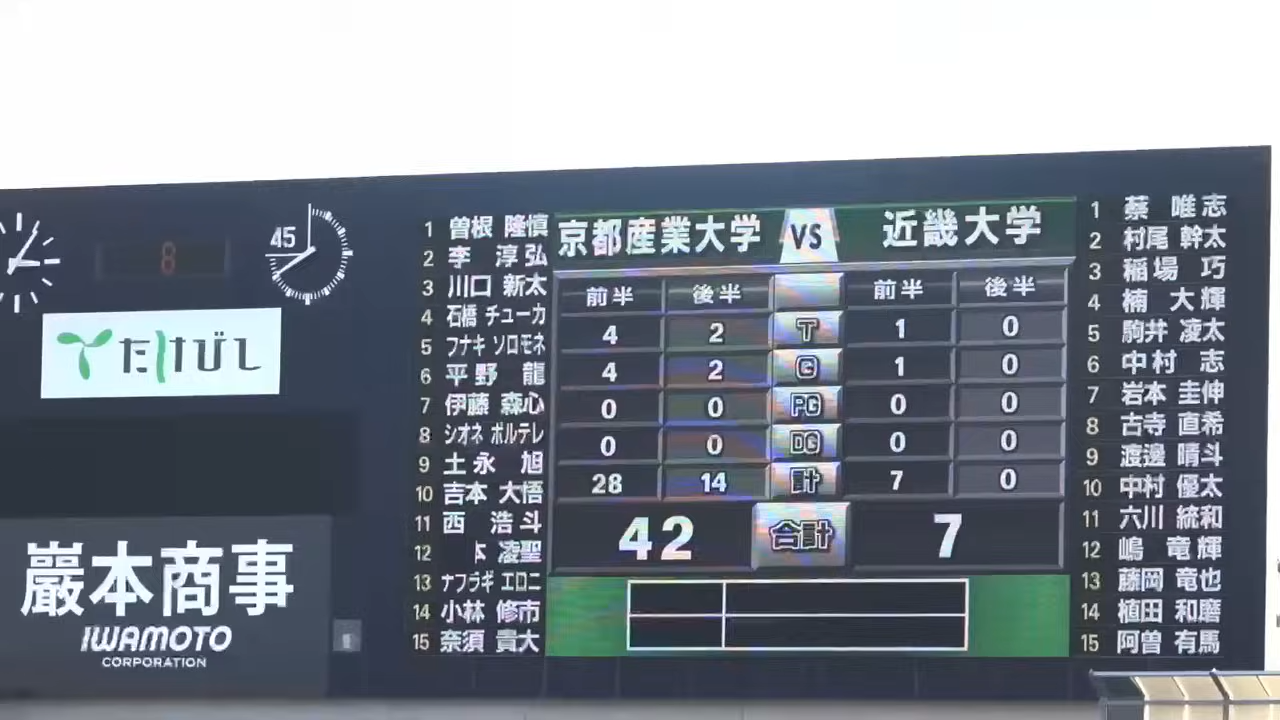 8
45
たけびし
巖本商事
IWAMOTO
CORPORATION
京都産業大学 VS 近畿大学
前半 後半 前半 後半
4 2 T 1 0
4 2 G 1 0
0 0 PG 0 0
0 0 DG 0 0
28 14 計 7 0
42 合計 7
1 曽根 隆慎
2 李 淳弘
3 川口 新太
4 石橋 チューカ
5 フナキ ソロモネ
6 平野 龍
7 伊藤 森心
8 シオネ ポルテレ
9 土永 旭
10 吉本 大悟
11 西 浩斗
12 凌聖
13 ナブラギ エロニ
14 小林 修市
15 奈須 貴大
1 蔡 唯志
2 村尾 幹太
3 稲場 巧
4 楠 大輝
5 駒井 凌太
6 中村 志
7 岩本 圭伸
8 古寺 直希
9 渡邊 晴斗
10 中村 優太
11 六川 統和
12 嶋 竜輝
13 藤岡 竜也
14 植田 和磨
15 阿曽 有馬